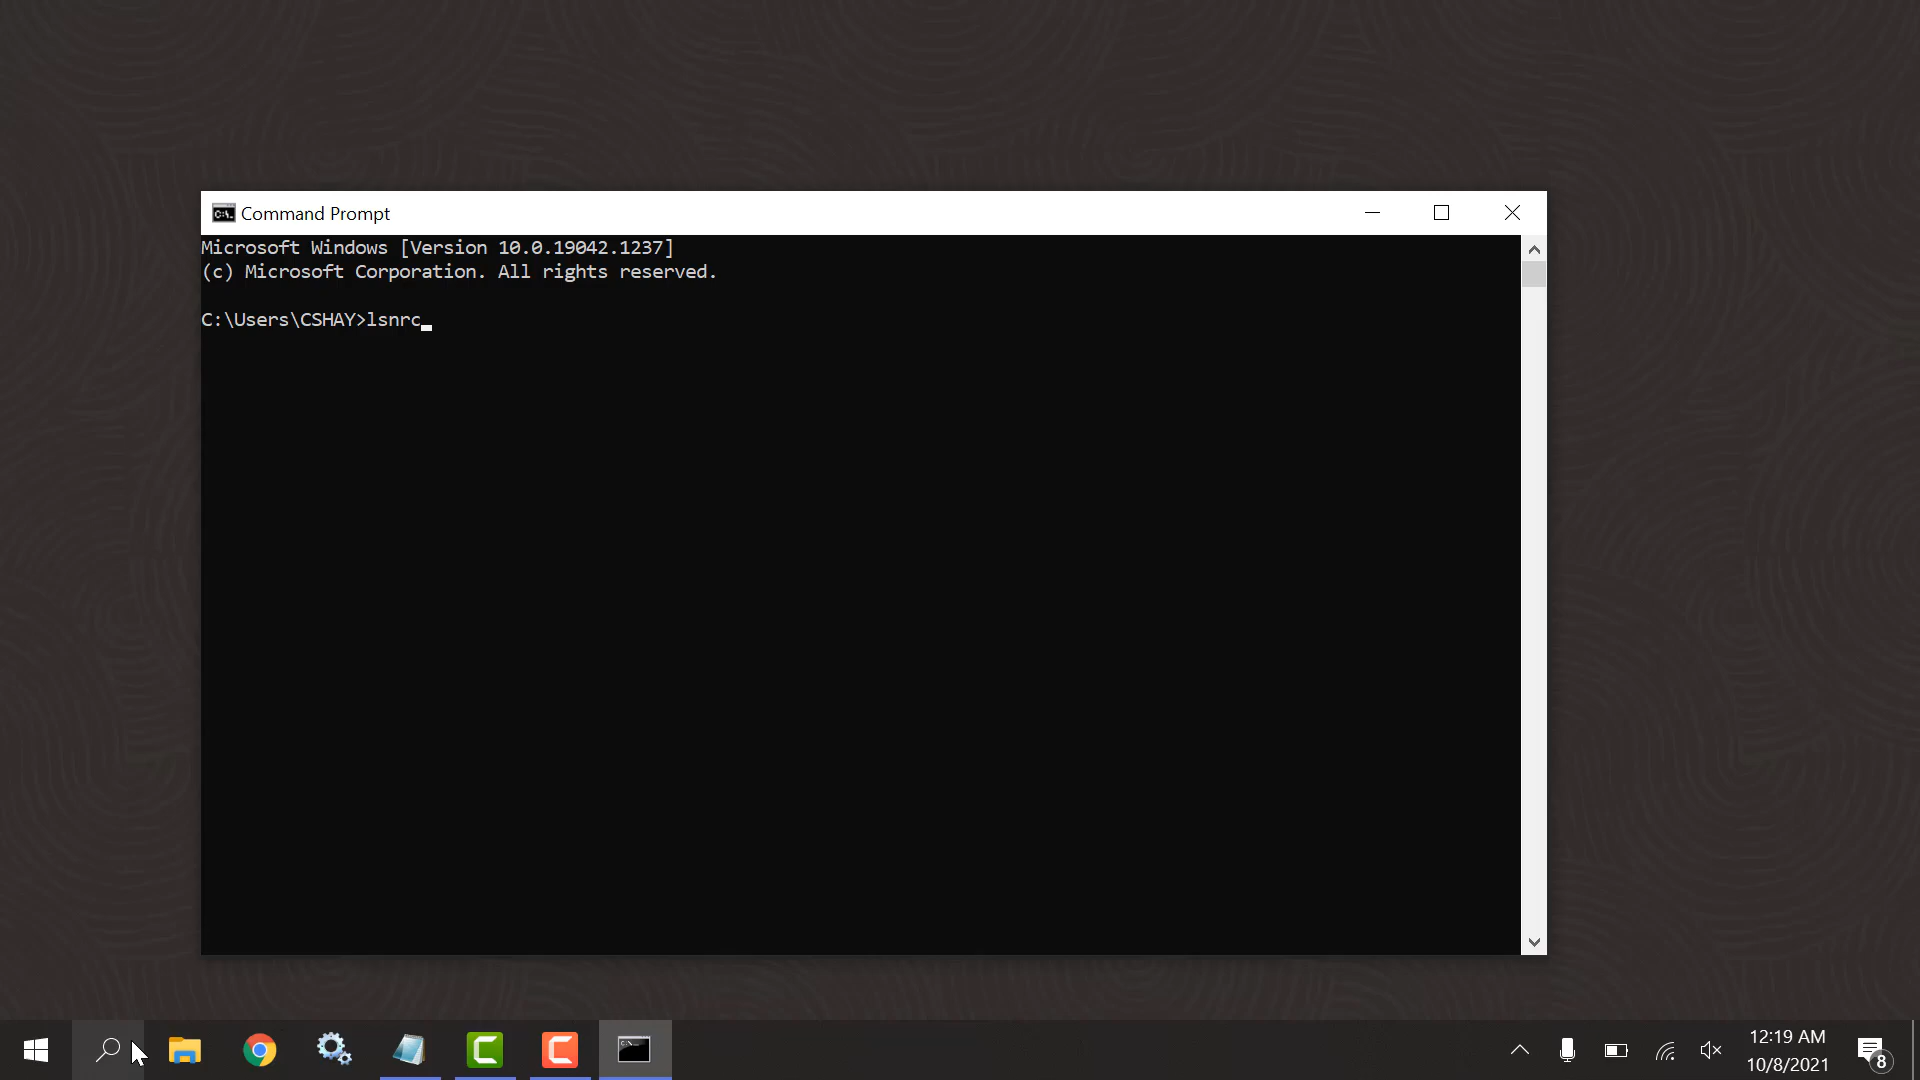 Command Prompt
Microsoft Windows [Version 10.0.19042.1237]
(c) Microsoft Corporation. All rights reserved.
C:\Users\CSHAY>lsnrc
12:19 AM
10/8/2021
8